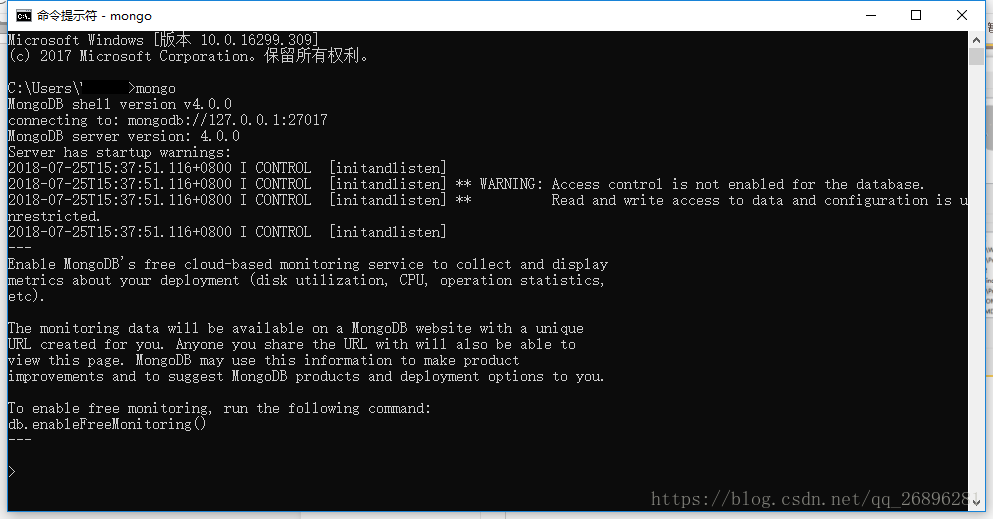 命令提示符 - mongo
Microsoft Windows [版本 10.0.16299.309]
(c) 2017 Microsoft Corporation。保留所有权利。
C:\Users\' >mongo
MongoDB shell version v4.0.0
connecting to: mongodb://127.0.0.1:27017
MongoDB server version: 4.0.0
Server has startup warnings:
2018-07-25T15:37:51.116+0800 I CONTROL  [initandlisten]
2018-07-25T15:37:51.116+0800 I CONTROL  [initandlisten] ** WARNING: Access control is not enabled for the database.
2018-07-25T15:37:51.116+0800 I CONTROL  [initandlisten] **          Read and write access to data and configuration is u
nrestricted.
2018-07-25T15:37:51.116+0800 I CONTROL  [initandlisten]
---
Enable MongoDB's free cloud-based monitoring service to collect and display
metrics about your deployment (disk utilization, CPU, operation statistics,
etc).
The monitoring data will be available on a MongoDB website with a unique
URL created for you. Anyone you share the URL with will also be able to
view this page. MongoDB may use this information to make product
improvements and to suggest MongoDB products and deployment options to you.
To enable free monitoring, run the following command:
db.enableFreeMonitoring()
---
>
https://blog.csdn.net/qq_26896281